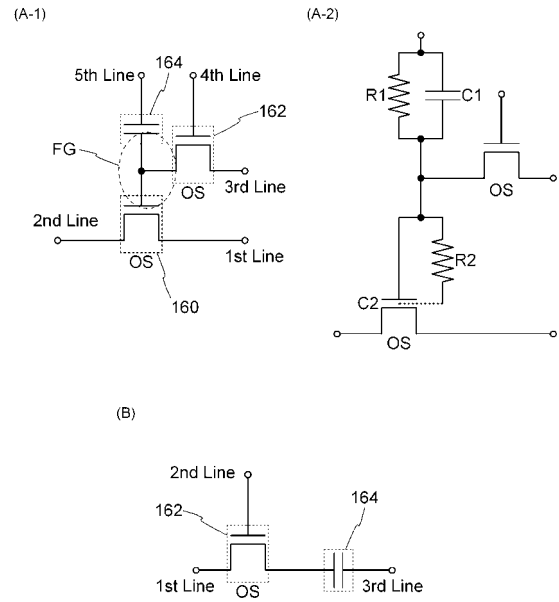 (A-1)
164
5th Line
4th Line
162
FG
3rd Line
OS
2nd Line
1st Line
OS
160
(A-2)
R1
C1
OS
R2
C2
OS
(B)
2nd Line
162
164
1st Line
3rd Line
OS